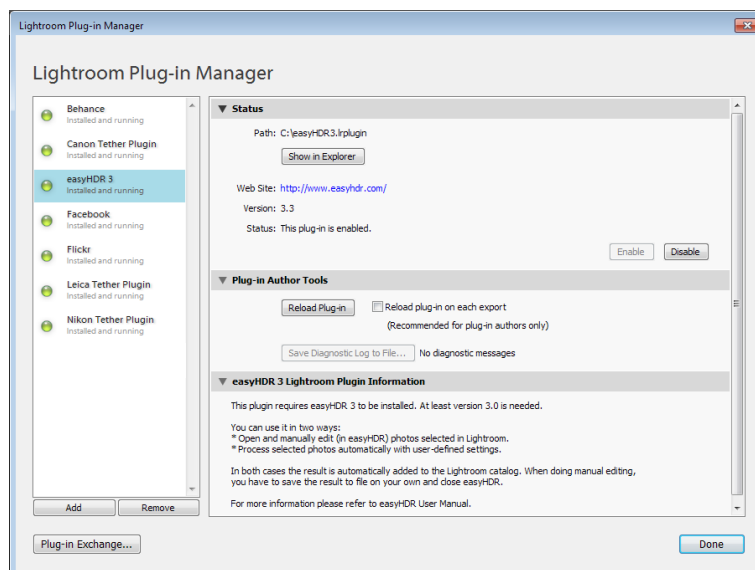 Lightroom Plug-in Manager
Lightroom Plug-in Manager
Behance
Installed and running
Canon Tether Plugin
Installed and running
easyHDR 3
Installed and running
Facebook
Installed and running
Flickr
Installed and running
Leica Tether Plugin
Installed and running
Nikon Tether Plugin
Installed and running
Add
Remove
Status
Path: C:\easyHDR3.lrplugin
Show in Explorer
Web Site: http://www.easyhdr.com/
Version: 3.3
Status: This plug-in is enabled.
Enable
Disable
Plug-in Author Tools
Reload Plug-in
Reload plug-in on each export
(Recommended for plug-in authors only)
Save Diagnostic Log to File...
No diagnostic messages
easyHDR 3 Lightroom Plugin Information
This plugin requires easyHDR 3 to be installed. At least version 3.0 is needed.
You can use it in two ways:
* Open and manually edit (in easyHDR) photos selected in Lightroom.
* Process selected photos automatically with user-defined settings.
In both cases the result is automatically added to the Lightroom catalog. When doing manual editing,
you have to save the result to file on your own and close easyHDR.
For more information please refer to easyHDR User Manual.
Plug-in Exchange...
Done